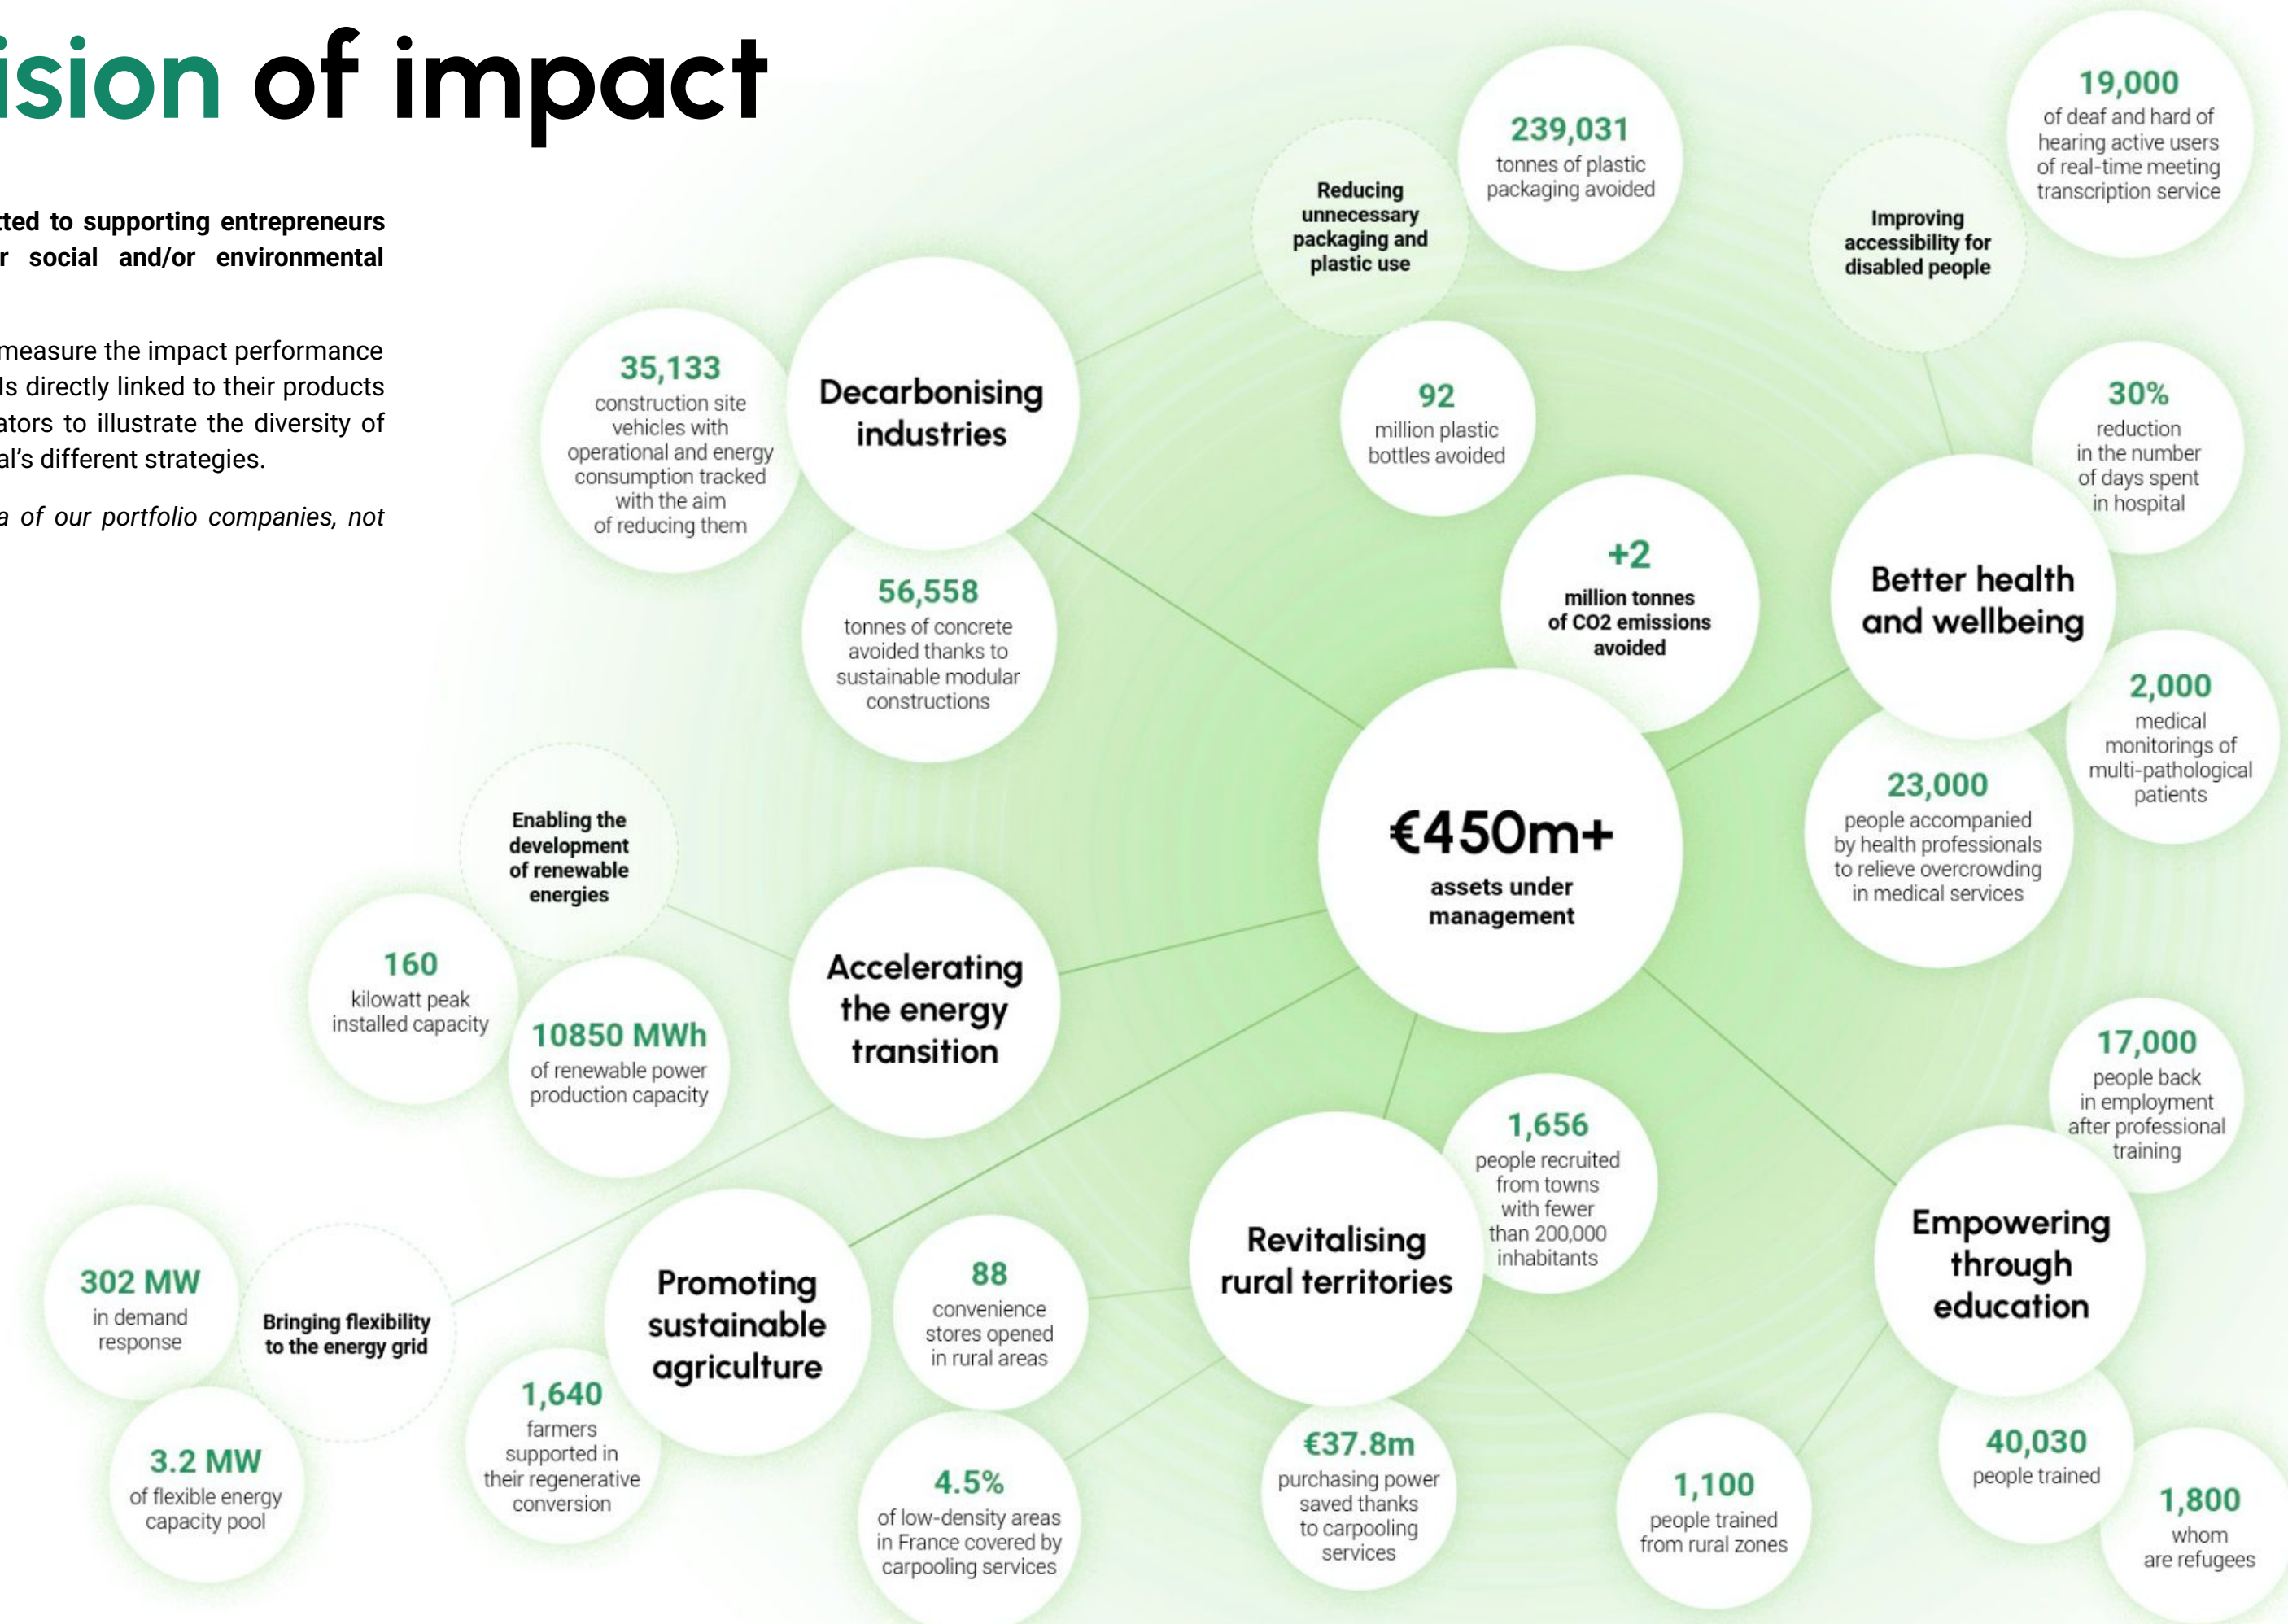 ision of impact
tted to supporting entrepreneurs
r social and/or environmental
measure the impact performance
ls directly linked to their products
ators to illustrate the diversity of
al's different strategies.
a of our portfolio companies, not
239,031
tonnes of plastic
packaging avoided
Reducing
unnecessary
packaging and
plastic use
92
million plastic
bottles avoided
19,000
of deaf and hard of
hearing active users
of real-time meeting
transcription service
Improving
accessibility for
disabled people
35,133
construction site
vehicles with
operational and energy
consumption tracked
with the aim
of reducing them
Decarbonising
industries
56,558
tonnes of concrete
avoided thanks to
sustainable modular
constructions
+2
million tonnes
of CO2 emissions
avoided
30%
reduction
in the number
of days spent
in hospital
Better health
and wellbeing
2,000
medical
monitorings of
multi-pathological
patients
23,000
people accompanied
by health professionals
to relieve overcrowding
in medical services
€450m+
assets under
management
Enabling the
development
of renewable
energies
160
kilowatt peak
installed capacity
10850 MWh
of renewable power
production capacity
Accelerating
the energy
transition
302 MW
in demand
response
Bringing flexibility
to the energy grid
3.2 MW
of flexible energy
capacity pool
Promoting
sustainable
agriculture
1,640
farmers
supported in
their regenerative
conversion
88
convenience
stores opened
in rural areas
4.5%
of low-density areas
in France covered by
carpooling services
Revitalising
rural territories
1,656
people recruited
from towns
with fewer
than 200,000
inhabitants
€37.8m
purchasing power
saved thanks
to carpooling
services
1,100
people trained
from rural zones
17,000
people back
in employment
after professional
training
Empowering
through
education
40,030
people trained
1,800
whom
are refugees